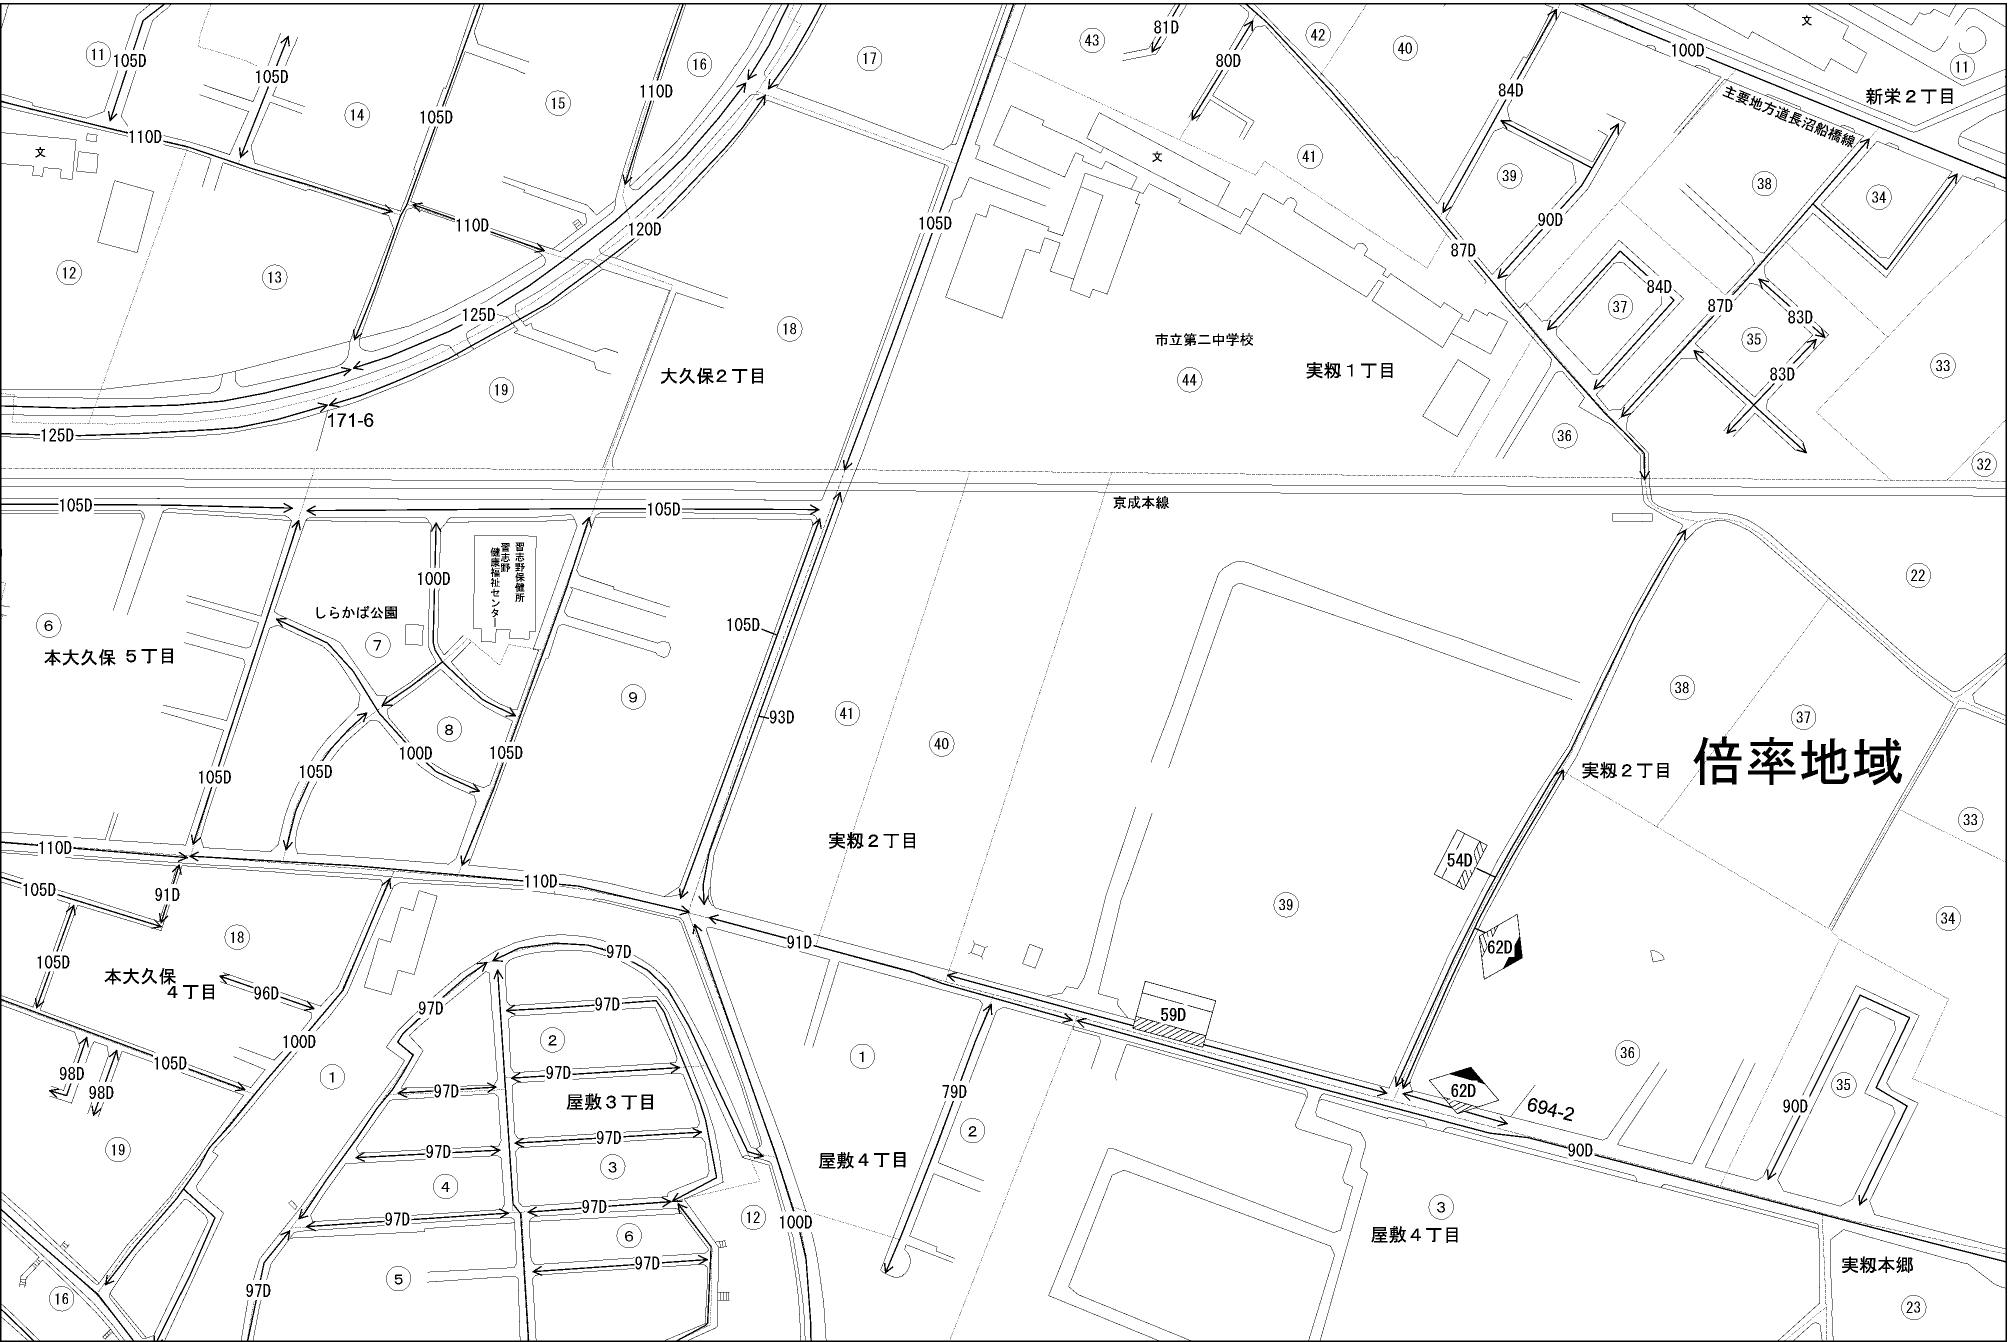 11
105D
105D
14
110D
文
12
13
105D
15
16
110D
17
110D
120D
125D
18
19
大久保２丁目
171-6
125D
105D
43
81D
80D
42
40
文
41
84D
39
90D
87D
100D
主要地方道長沼船橋線
文
11
新栄２丁目
38
34
84D
37
87D
83D
35
83D
33
市立第二中学校
44
実籾１丁目
36
32
京成本線
105D
105D
100D
習志野保健所
習志野
健康福祉センター
しらかば公園
6
7
本大久保 ５丁目
9
8
100D
105D
105D
105D
105D
93D
41
40
22
38
37
倍率地域
実籾２丁目
33
実籾２丁目
54D
39
62D
34
110D
91D
105D
110D
18
105D
本大久保
４丁目
96D
97D
97D
97D
91D
59D
100D
105D
98D
98D
1
2
97D
97D
屋敷３丁目
1
79D
2
62D
694-2
36
35
90D
90D
19
97D
97D
3
屋敷４丁目
4
97D
97D
12
100D
3
屋敷４丁目
6
97D
5
97D
16
実籾本郷
23